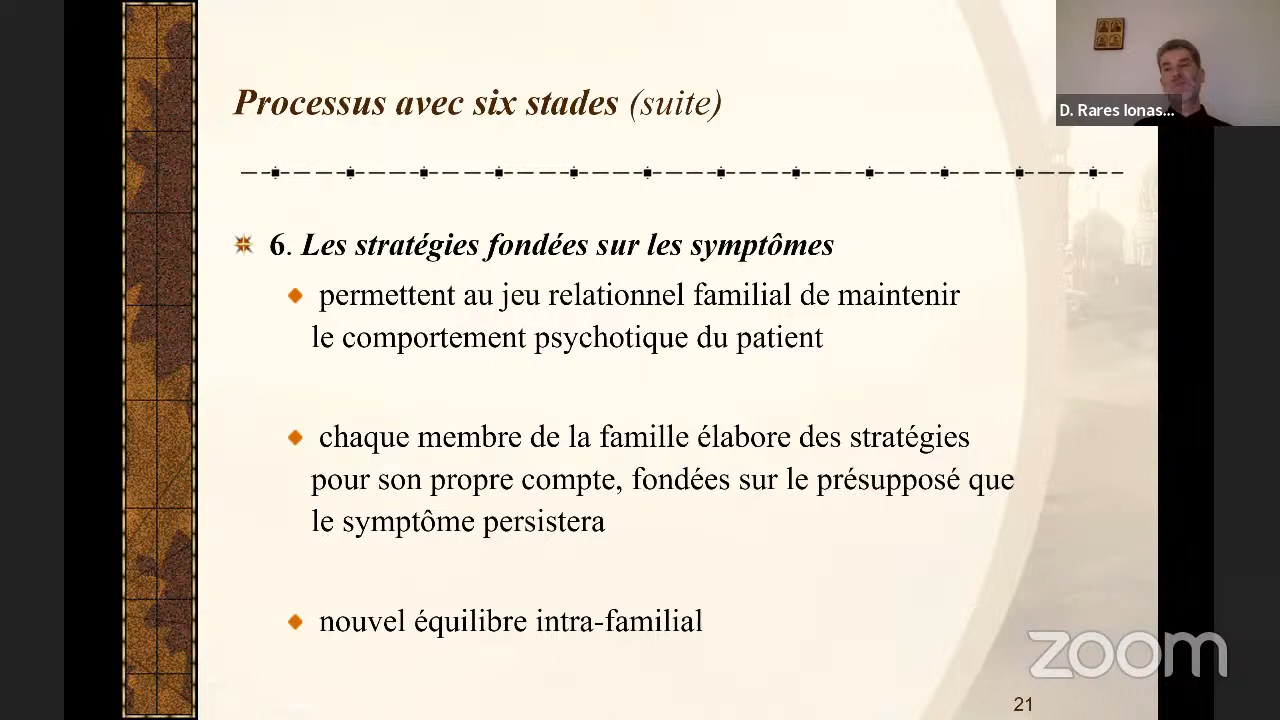 D. Rares Ionas...
Processus avec six stades (suite)
6. Les stratégies fondées sur les symptômes
permettent au jeu relationnel familial de maintenir
le comportement psychotique du patient
chaque membre de la famille élabore des stratégies
pour son propre compte, fondées sur le présupposé que
le symptôme persistera
nouvel équilibre intra-familial
zoom
21